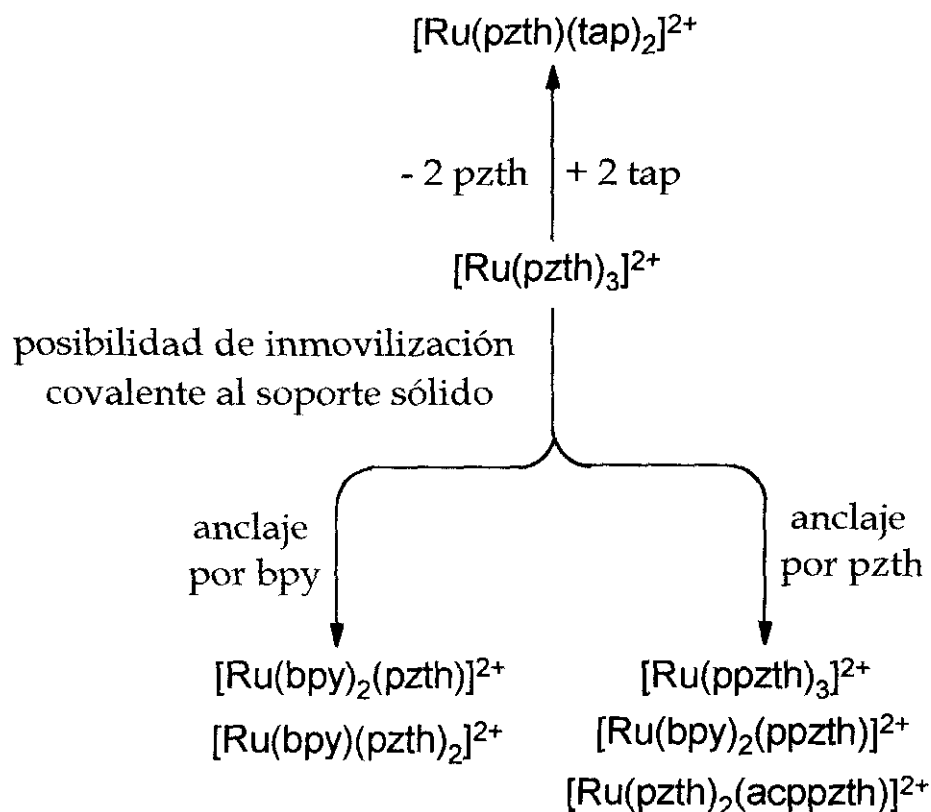 [Ru(pzth)(tap)₂]²⁺
- 2 pzth + 2 tap
[Ru(pzth)₃]²⁺
posibilidad de inmovilización
covalente al soporte sólido
anclaje
por bpy
anclaje
por pzth
[Ru(bpy)₂(pzth)]²⁺
[Ru(bpy)(pzth)₂]²⁺
[Ru(ppzth)₃]²⁺
[Ru(bpy)₂(ppzth)]²⁺
[Ru(pzth)₂(acppzth)]²⁺